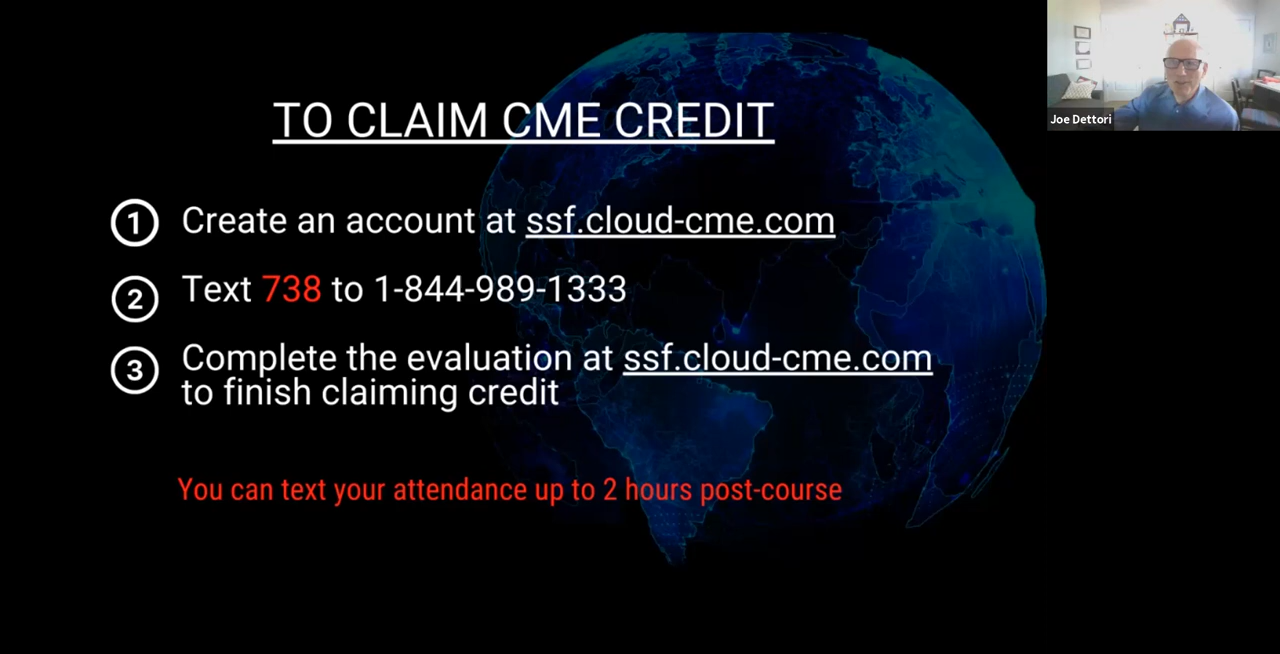 TO CLAIM CME CREDIT
1 Create an account at ssf.cloud-cme.com
2 Text 738 to 1-844-989-1333
3 Complete the evaluation at ssf.cloud-cme.com
to finish claiming credit
You can text your attendance up to 2 hours post-course
Joe Dettori